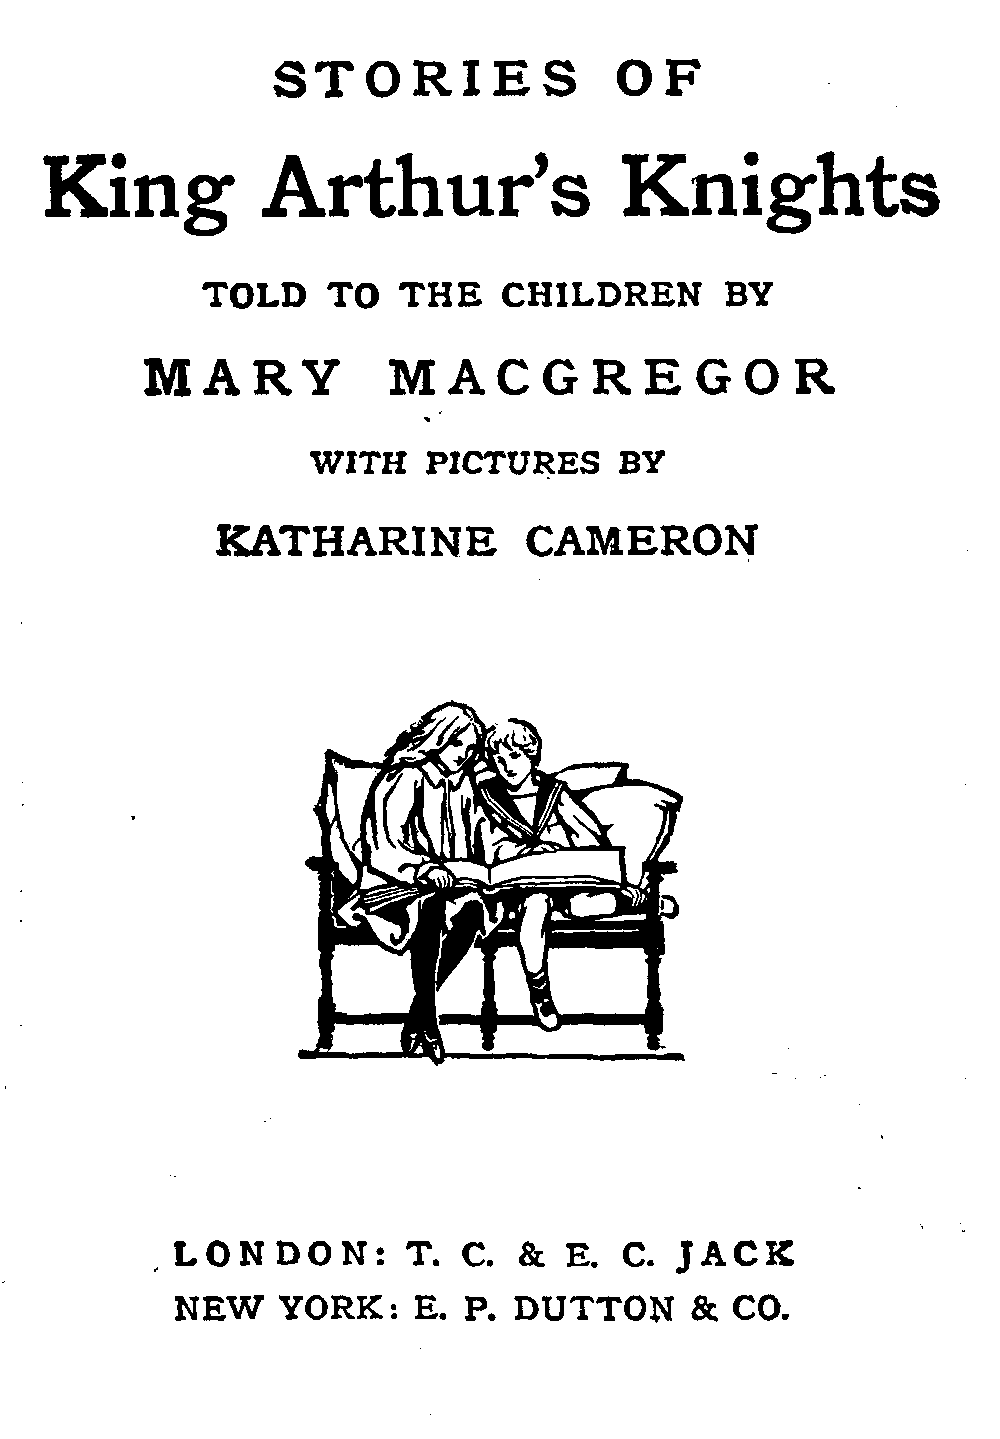 STORIES OF
King Arthur's Knights
TOLD TO THE CHILDREN BY
MARY MACGREGOR
WITH PICTURES BY
KATHARINE CAMERON
LONDON: T. C. & E. C. JACK
NEW YORK: E. P. DUTTON & CO.